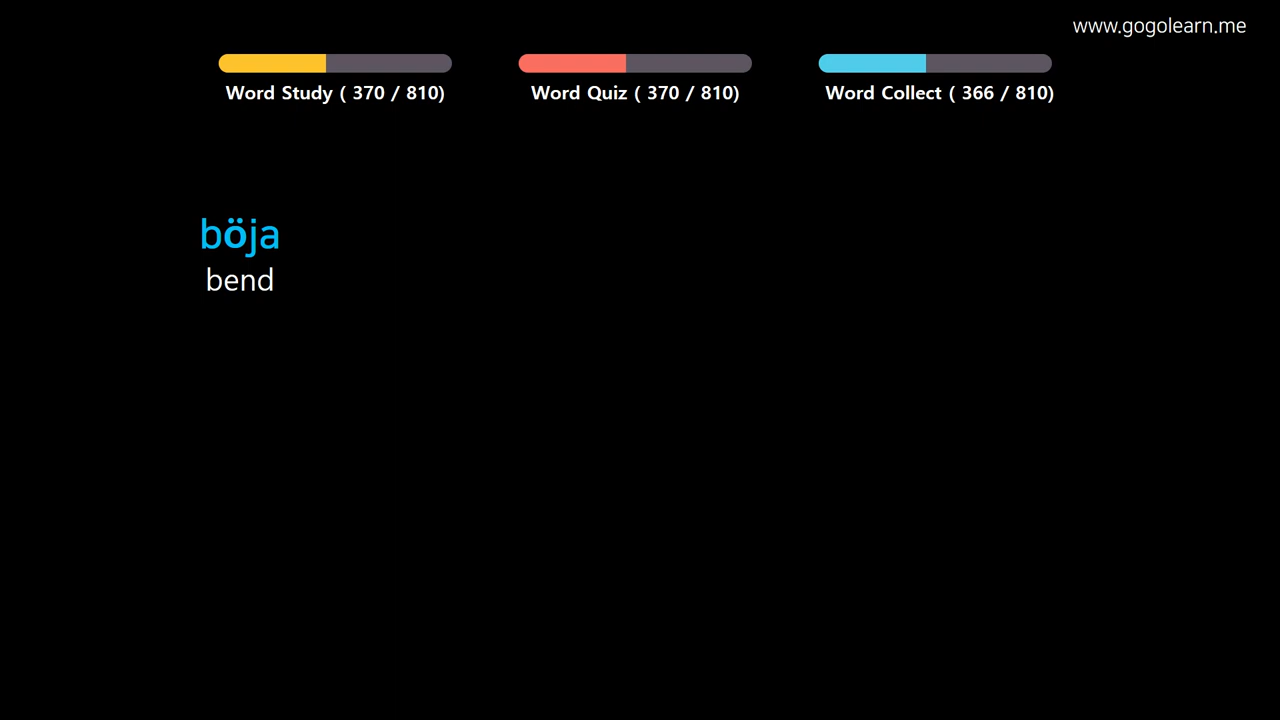 www.gogolearn.me
Word Study ( 370 / 810)
Word Quiz ( 370 / 810)
Word Collect ( 366 / 810)
böja
bend